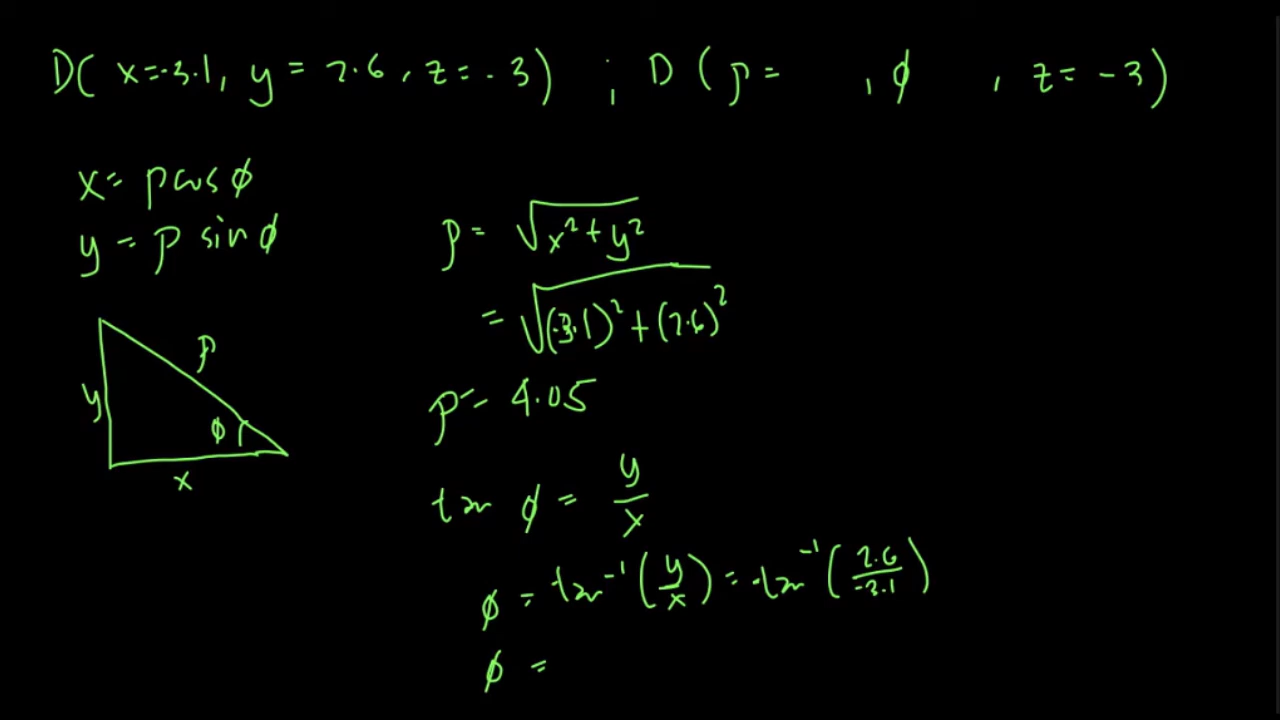 D( x=-3.1, y = 2.6, z = -3) ; D ( ρ = , ϕ , z = -3)
x = ρ cos ϕ
y = ρ sin ϕ
ρ = √(x² + y²)
= √((-3.1)² + (2.6)²)
ρ
y
ϕ
x
ρ = 4.05
tan ϕ = y/x
ϕ = tan⁻¹ (y/x) = tan⁻¹ (2.6/-3.1)
ϕ =